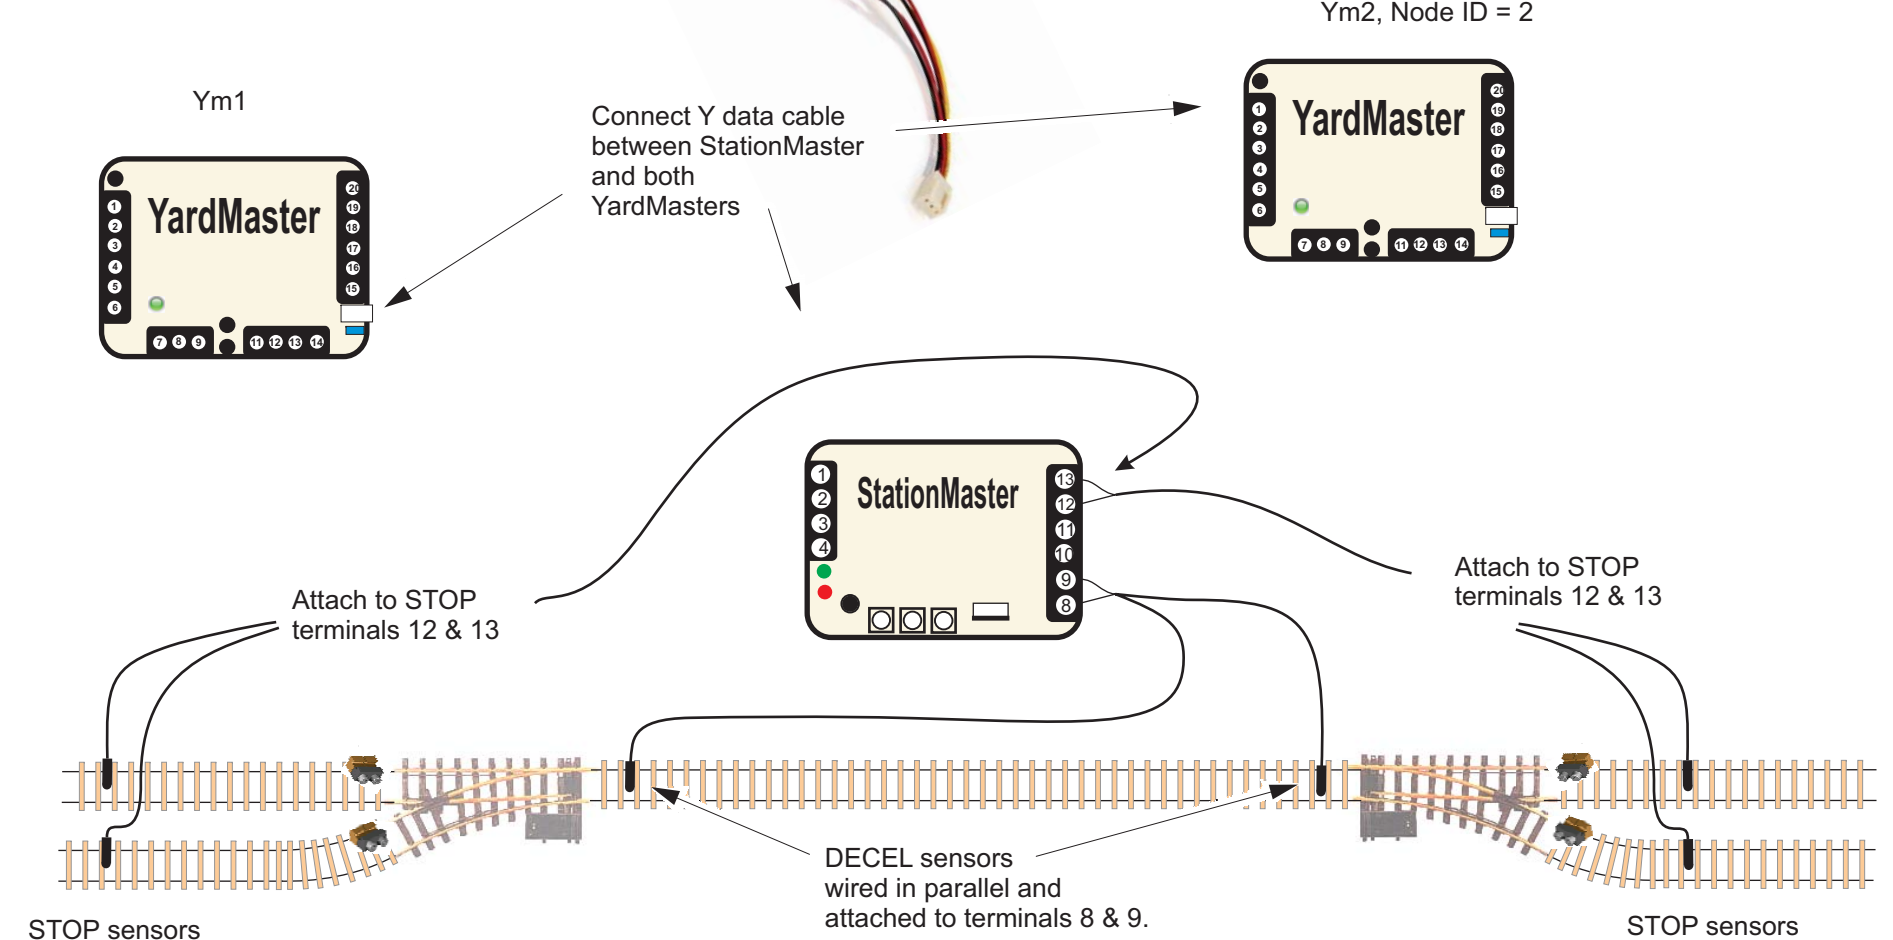 Ym2, Node ID = 2
Ym1
Connect Y data cable
between StationMaster
and both
YardMasters
YardMaster
1
2
3
4
5
6
7 8 9
11 12 13 14
20
19
18
17
16
15
YardMaster
1
2
3
4
5
6
7 8 9
11 12 13 14
20
19
18
17
16
15
StationMaster
1
2
3
4
13
12
11
10
9
8
Attach to STOP
terminals 12 & 13
Attach to STOP
terminals 12 & 13
DECEL sensors
wired in parallel and
attached to terminals 8 & 9.
STOP sensors
STOP sensors